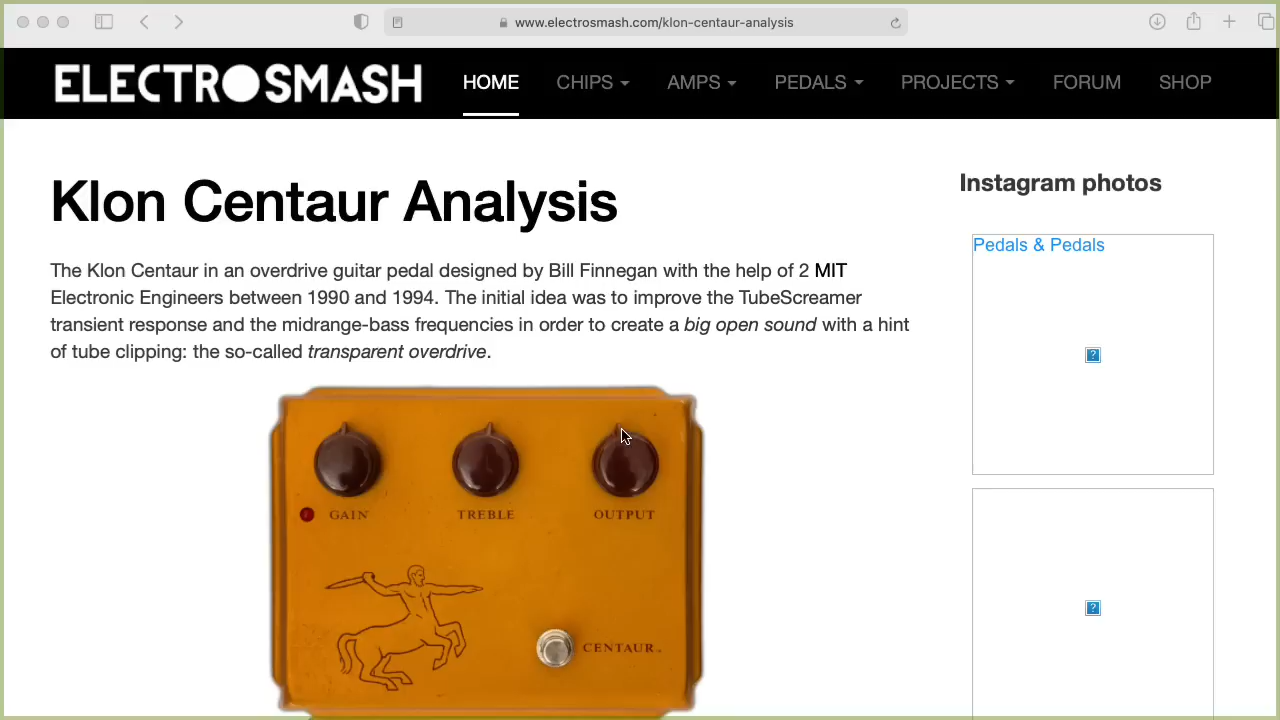 www.electrosmash.com/klon-centaur-analysis
ELECTROSMASH HOME CHIPS AMPS PEDALS PROJECTS FORUM SHOP
Klon Centaur Analysis
The Klon Centaur in an overdrive guitar pedal designed by Bill Finnegan with the help of 2 MIT
Electronic Engineers between 1990 and 1994. The initial idea was to improve the TubeScreamer
transient response and the midrange-bass frequencies in order to create a big open sound with a hint
of tube clipping: the so-called transparent overdrive.
GAIN TREBLE OUTPUT
CENTAUR™
Instagram photos
Pedals & Pedals